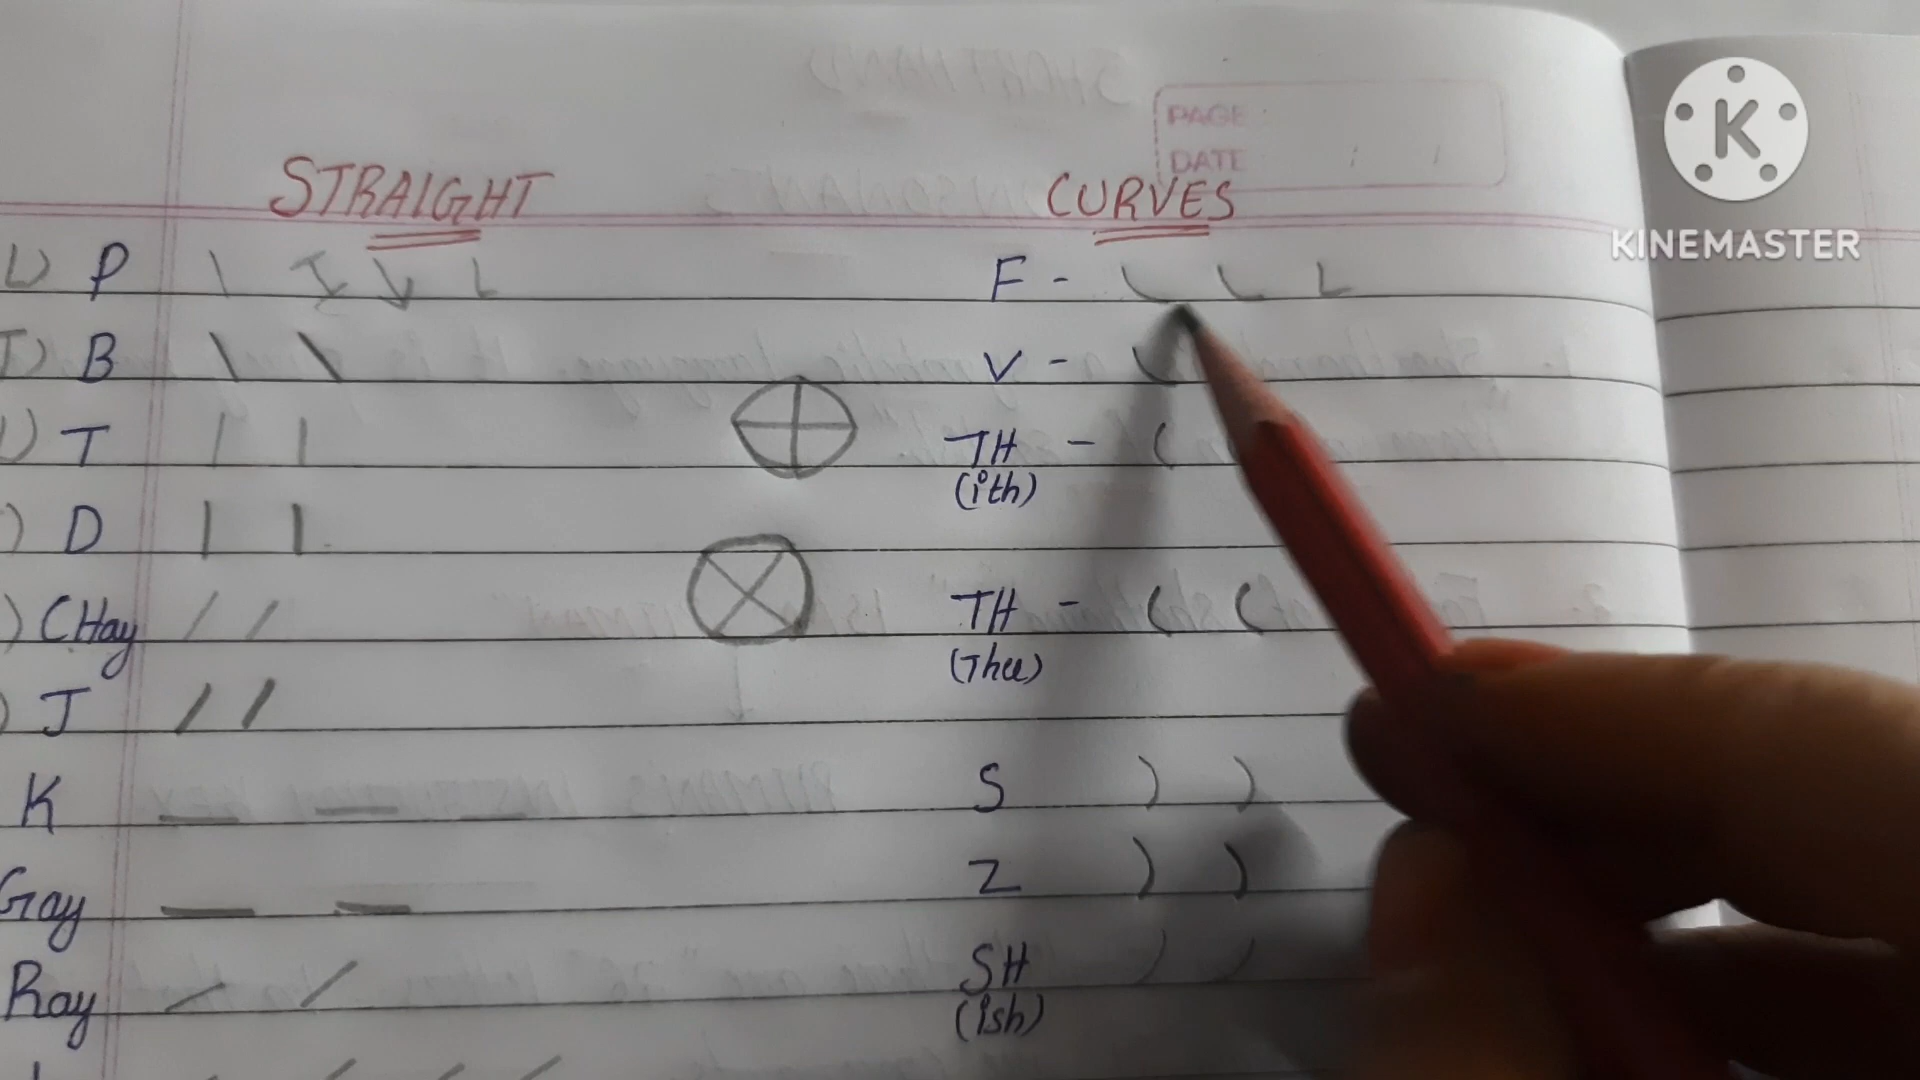 PAGE
DATE
K
KINEMASTER
STRAIGHT CURVES
P F -
B V -
T TH -
(ith)
D
CHay TH -
(Thee)
J
K S
Gay Z
Ray SH
(ish)